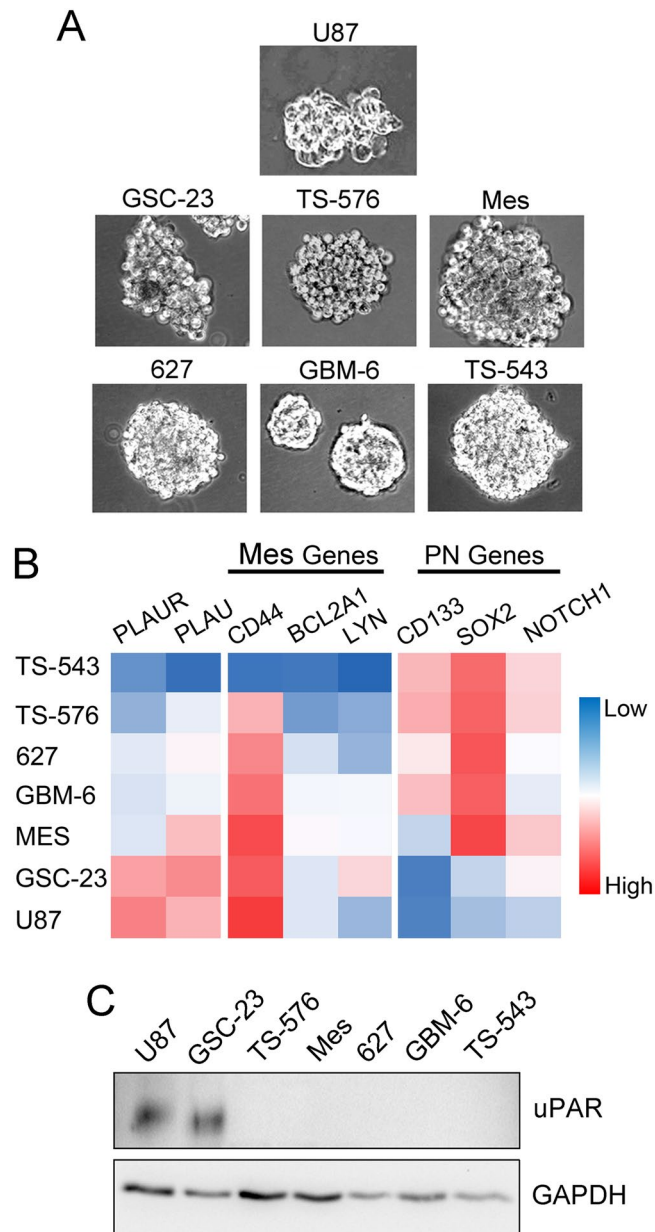 A
U87
GSC-23 TS-576 Mes
627 GBM-6 TS-543
B
Mes Genes PN Genes
PLAUR PLAU CD44 BCL2A1 LYN CD133 SOX2 NOTCH1
TS-543
TS-576
627
GBM-6
MES
GSC-23
U87
Low
High
C
U87 GSC-23 TS-576 Mes 627 GBM-6 TS-543
uPAR
GAPDH